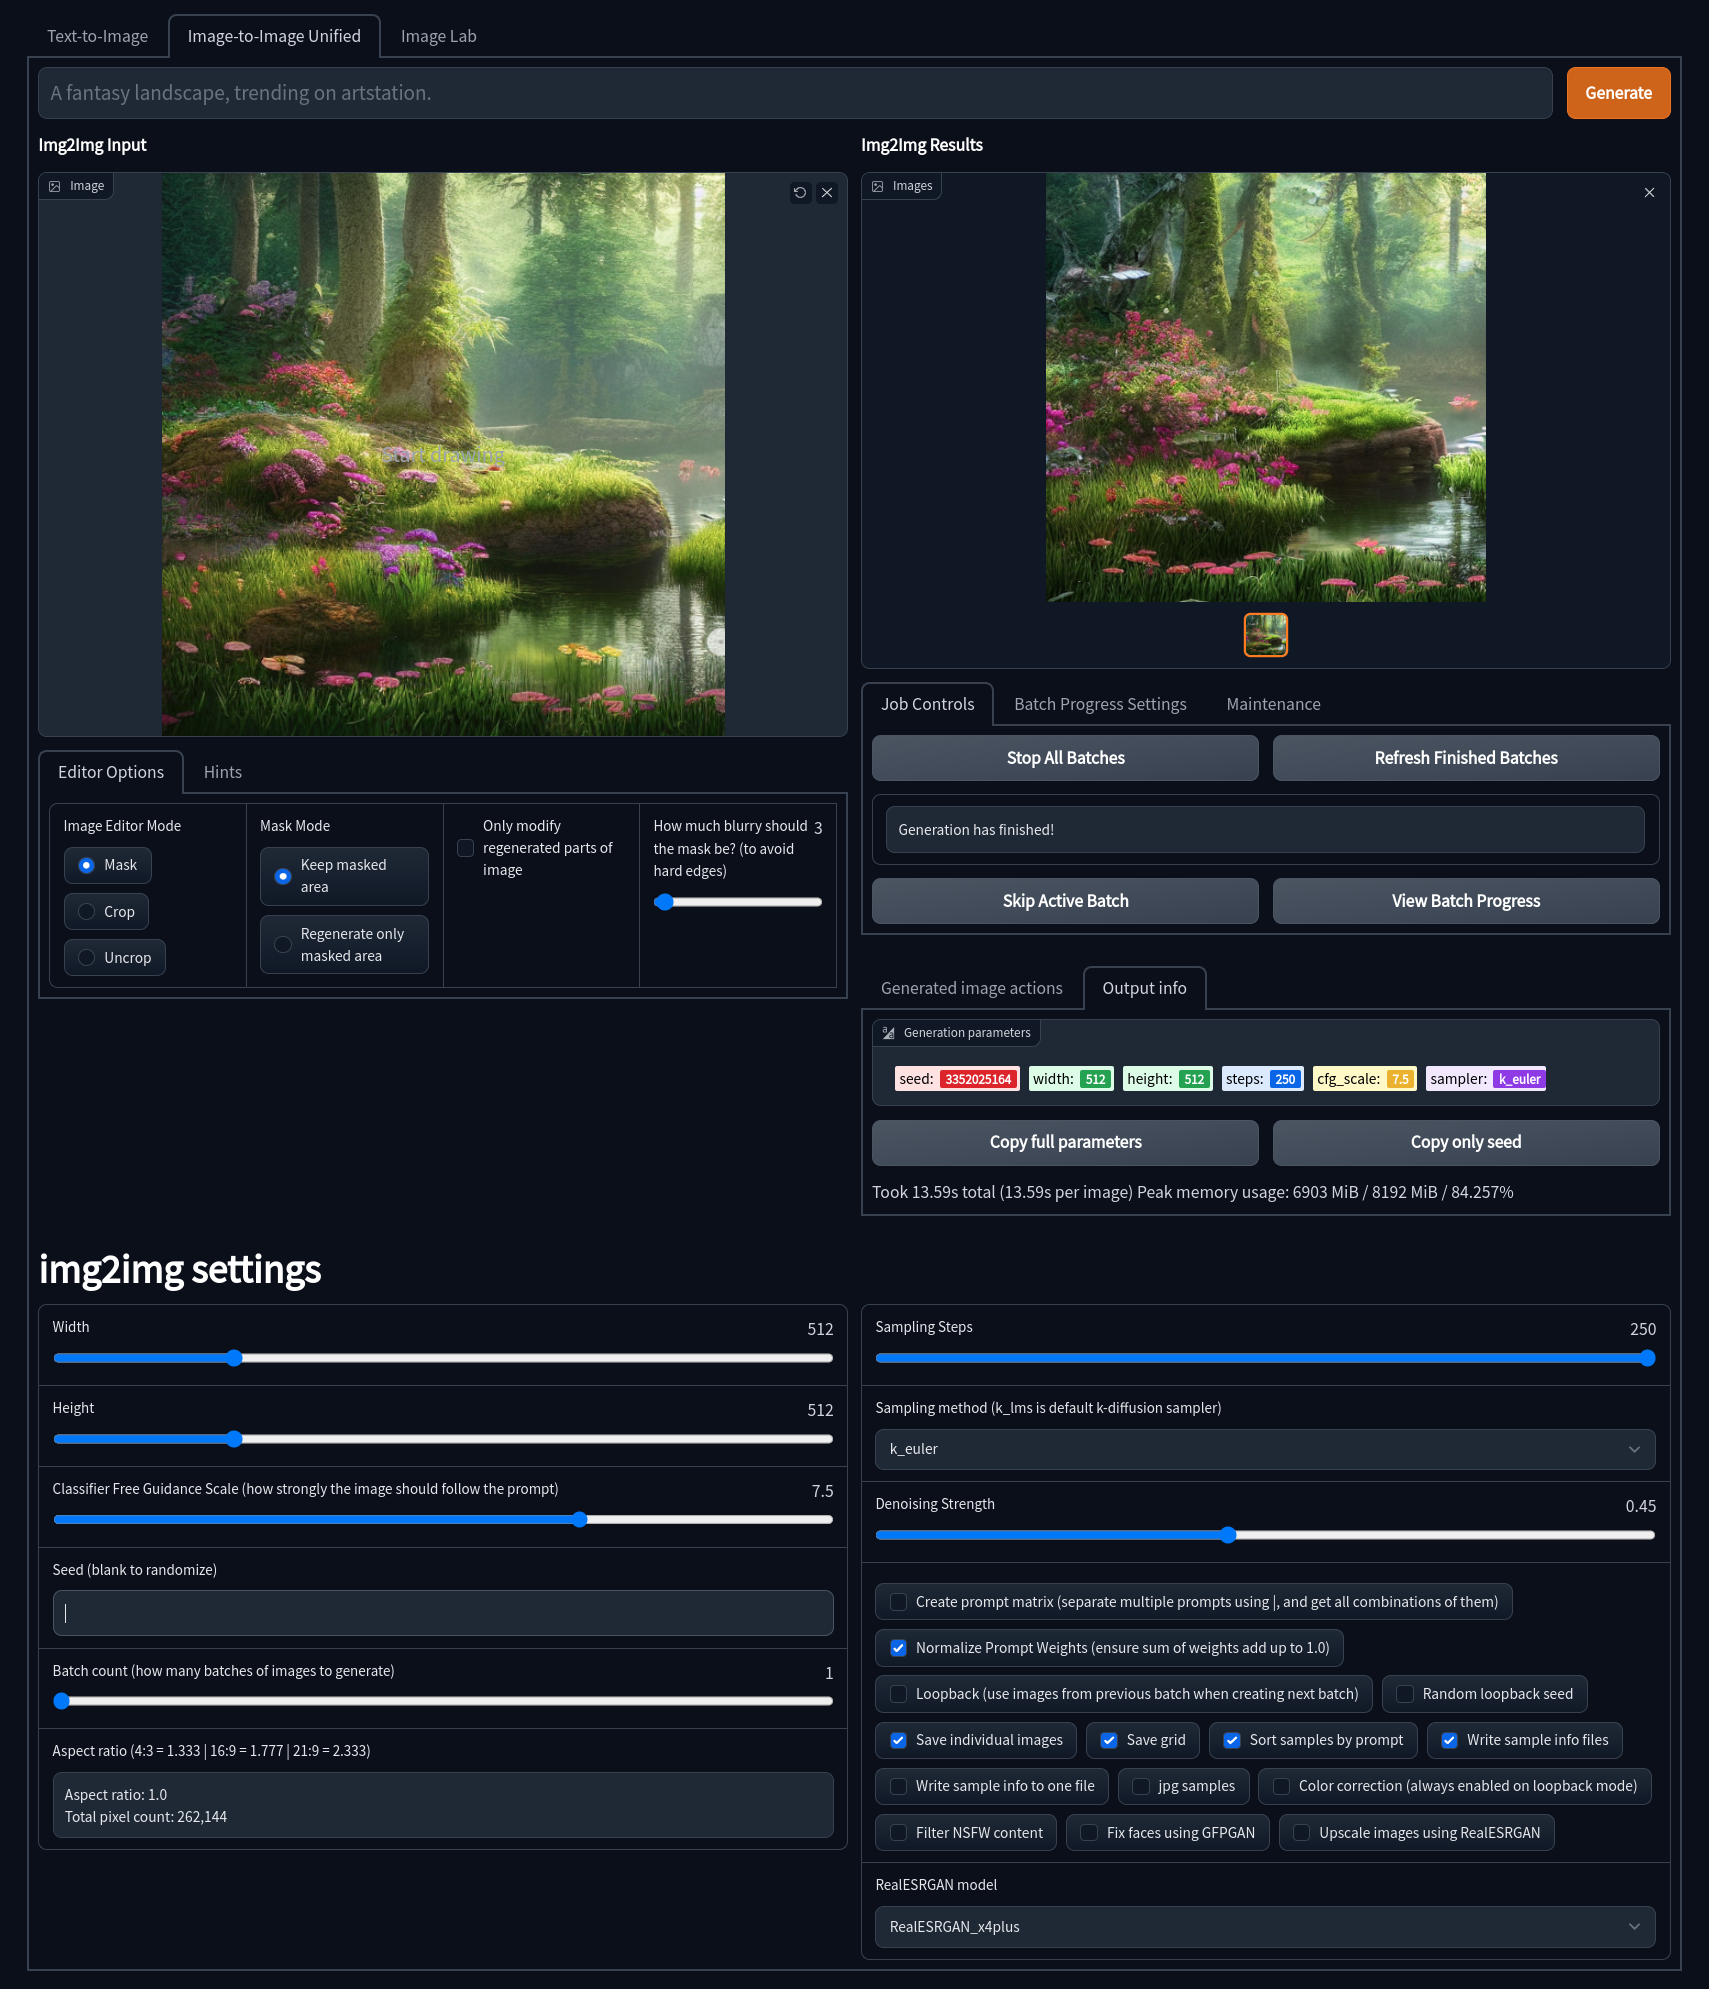 Text-to-Image
Image-to-Image Unified
Image Lab
A fantasy landscape, trending on artstation.
Generate
Img2Img Input
Image
Start drawing
Editor Options
Hints
Image Editor Mode
Mask
Crop
Uncrop
Mask Mode
Keep masked
area
Regenerate only
masked area
Only modify
regenerated parts of
image
How much blurry should
the mask be? (to avoid
hard edges)
3
Img2Img Results
Images
Job Controls
Batch Progress Settings
Maintenance
Stop All Batches
Refresh Finished Batches
Generation has finished!
Skip Active Batch
View Batch Progress
Generated image actions
Output info
Generation parameters
seed: 3352025164 width: 512 height: 512 steps: 250 cfg_scale: 7.5 sampler: k_euler
Copy full parameters
Copy only seed
Took 13.59s total (13.59s per image) Peak memory usage: 6903 MiB / 8192 MiB / 84.257%
img2img settings
Width
512
Height
512
Classifier Free Guidance Scale (how strongly the image should follow the prompt)
7.5
Seed (blank to randomize)
Batch count (how many batches of images to generate)
1
Aspect ratio (4:3 = 1.333 | 16:9 = 1.777 | 21:9 = 2.333)
Aspect ratio: 1.0
Total pixel count: 262,144
Sampling Steps
250
Sampling method (k_lms is default k-diffusion sampler)
k_euler
Denoising Strength
0.45
Create prompt matrix (separate multiple prompts using |, and get all combinations of them)
Normalize Prompt Weights (ensure sum of weights add up to 1.0)
Loopback (use images from previous batch when creating next batch)
Random loopback seed
Save individual images
Save grid
Sort samples by prompt
Write sample info files
Write sample info to one file
jpg samples
Color correction (always enabled on loopback mode)
Filter NSFW content
Fix faces using GFPGAN
Upscale images using RealESRGAN
RealESRGAN model
RealESRGAN_x4plus